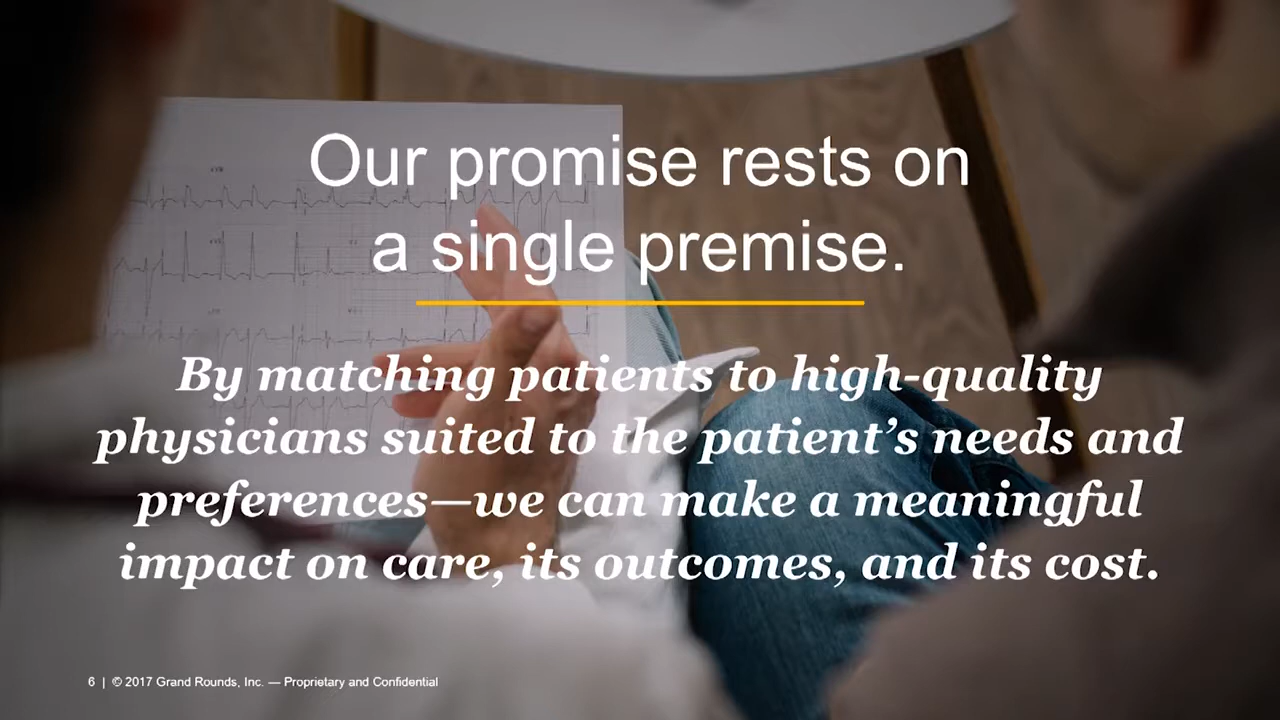 Our promise rests on
a single premise.
By matching patients to high-quality
physicians suited to the patient’s needs and
preferences—we can make a meaningful
impact on care, its outcomes, and its cost.
6 | © 2017 Grand Rounds, Inc. — Proprietary and Confidential